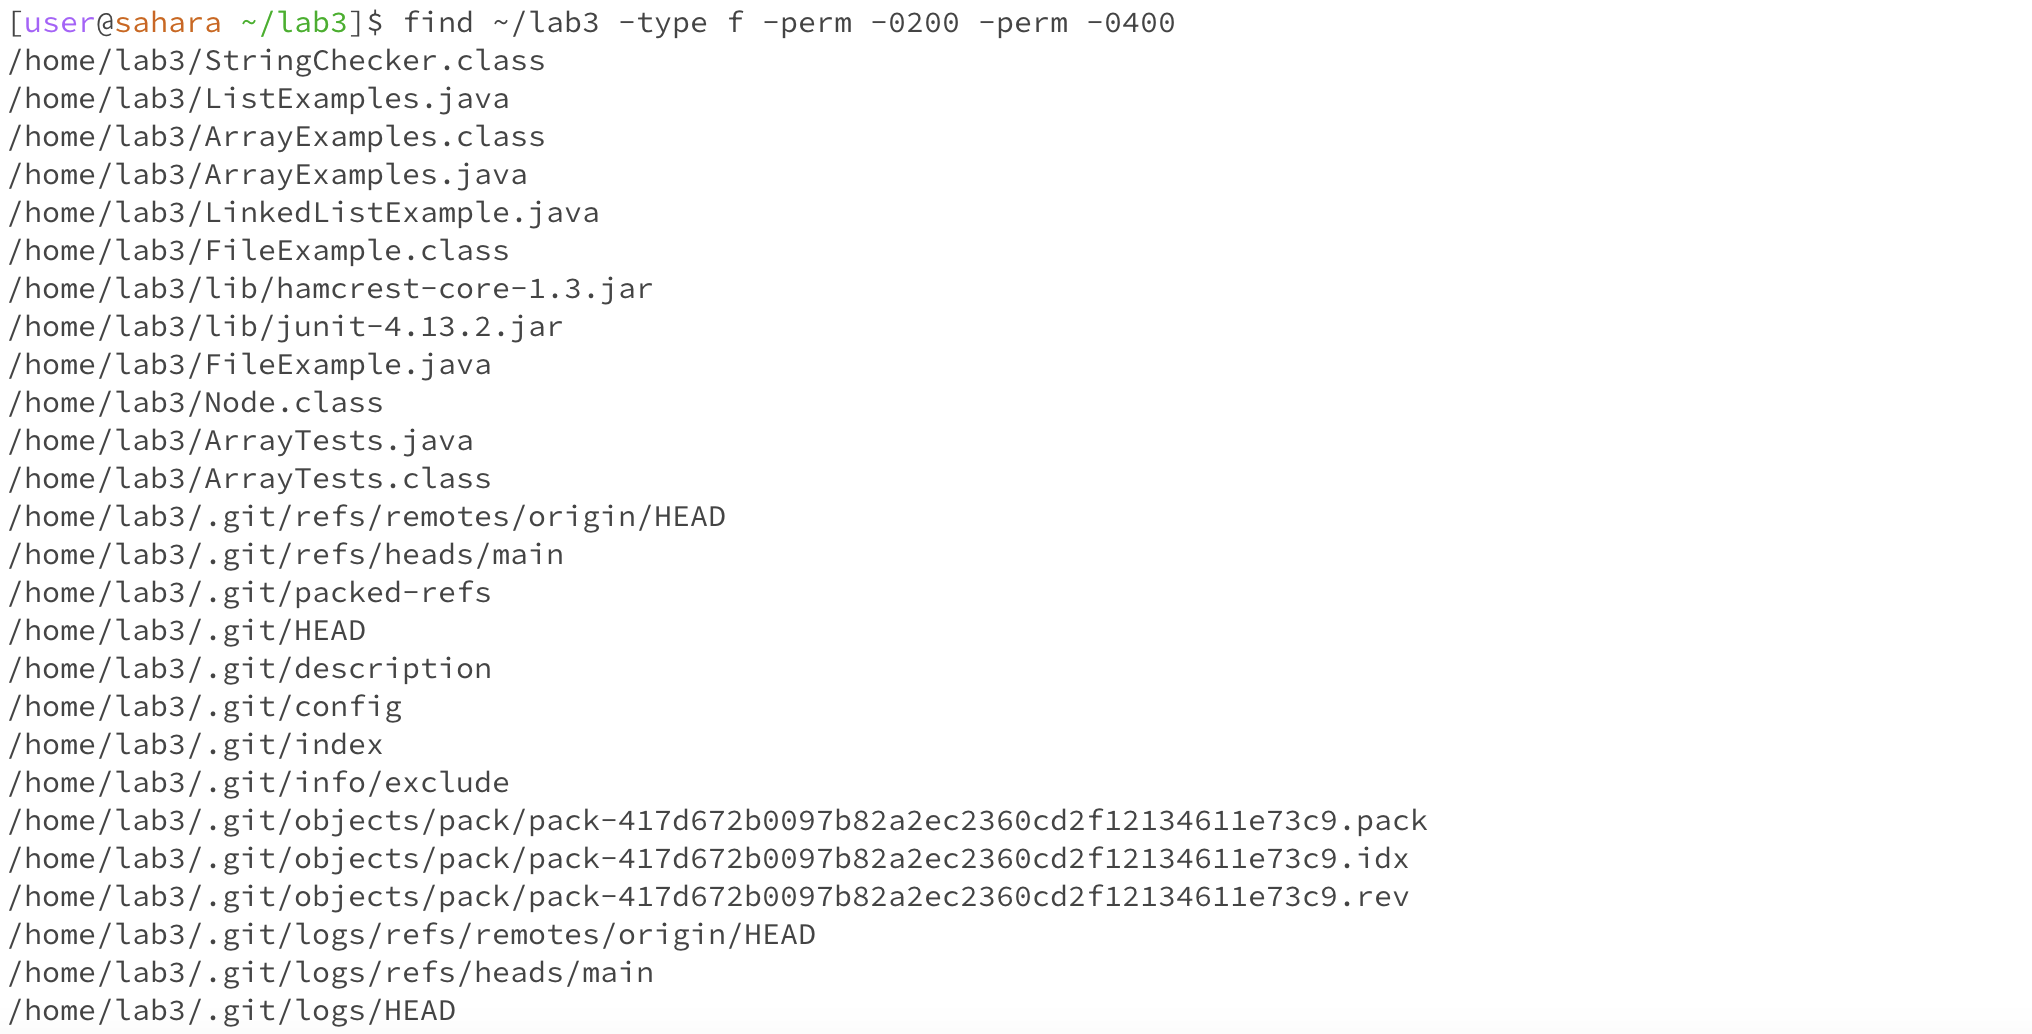 [user@sahara ~/lab3]$ find ~/lab3 -type f -perm -0200 -perm -0400
/home/lab3/StringChecker.class
/home/lab3/ListExamples.java
/home/lab3/ArrayExamples.class
/home/lab3/ArrayExamples.java
/home/lab3/LinkedListExample.java
/home/lab3/FileExample.class
/home/lab3/lib/hamcrest-core-1.3.jar
/home/lab3/lib/junit-4.13.2.jar
/home/lab3/FileExample.java
/home/lab3/Node.class
/home/lab3/ArrayTests.java
/home/lab3/ArrayTests.class
/home/lab3/.git/refs/remotes/origin/HEAD
/home/lab3/.git/refs/heads/main
/home/lab3/.git/packed-refs
/home/lab3/.git/HEAD
/home/lab3/.git/description
/home/lab3/.git/config
/home/lab3/.git/index
/home/lab3/.git/info/exclude
/home/lab3/.git/objects/pack/pack-417d672b0097b82a2ec2360cd2f12134611e73c9.pack
/home/lab3/.git/objects/pack/pack-417d672b0097b82a2ec2360cd2f12134611e73c9.idx
/home/lab3/.git/objects/pack/pack-417d672b0097b82a2ec2360cd2f12134611e73c9.rev
/home/lab3/.git/logs/refs/remotes/origin/HEAD
/home/lab3/.git/logs/refs/heads/main
/home/lab3/.git/logs/HEAD